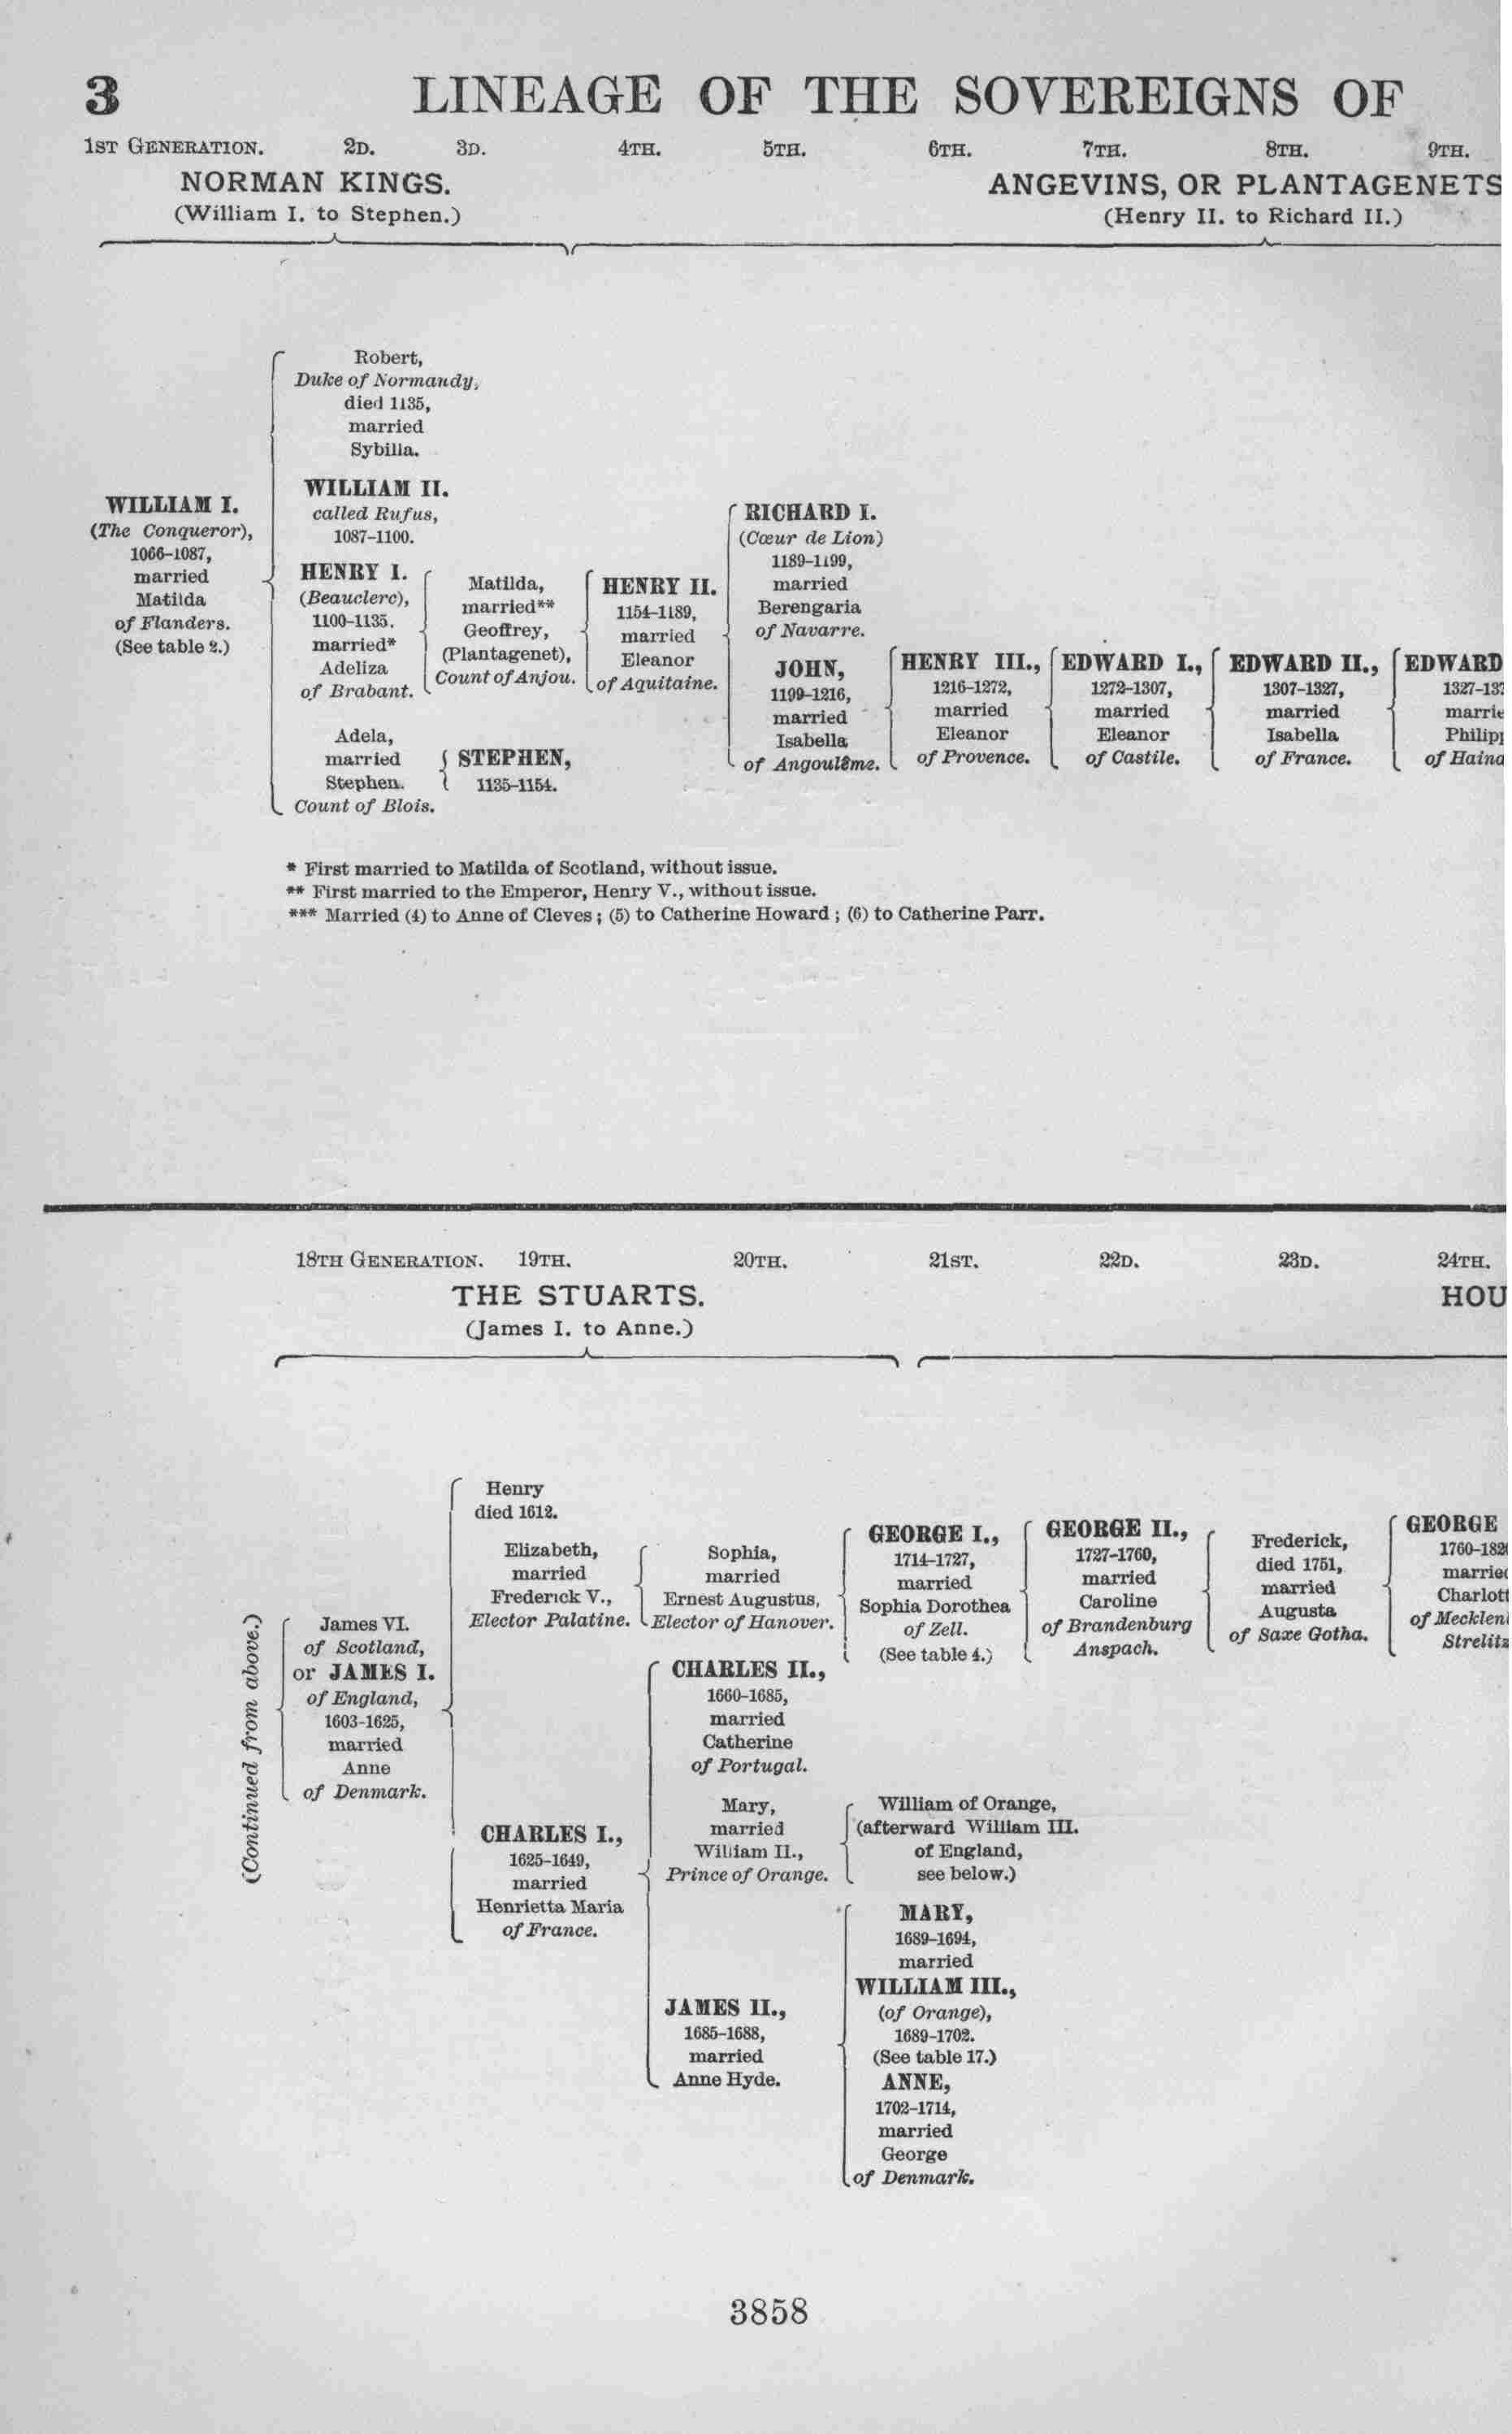 3 LINEAGE OF THE SOVEREIGNS OF
1ST GENERATION. 2D. 3D. 4TH. 5TH. 6TH. 7TH. 8TH. 9TH.
NORMAN KINGS.
(William I. to Stephen.)
ANGEVINS, OR PLANTAGENETS
(Henry II. to Richard II.)
WILLIAM I.
(The Conqueror),
1066-1087,
married
Matilda
of Flanders.
(See table 2.)
Robert,
Duke of Normandy,
died 1135,
married
Sybilla.
WILLIAM II.
called Rufus,
1087-1100.
HENRY I.
(Beauclerc),
1100-1135.
married*
Adeliza
of Brabant.
Adela,
married
Stephen.
Count of Blois.
Matilda,
married**
Geoffrey,
(Plantagenet),
Count of Anjou.
STEPHEN,
1135-1154.
HENRY II.
1154-1189,
married
Eleanor
of Aquitaine.
RICHARD I.
(Cœur de Lion)
1189-1199,
married
Berengaria
of Navarre.
JOHN,
1199-1216,
married
Isabella
of Angoulême.
HENRY III.,
1216-1272,
married
Eleanor
of Provence.
EDWARD I.,
1272-1307,
married
Eleanor
of Castile.
EDWARD II.,
1307-1327,
married
Isabella
of France.
EDWARD
1327-13
marri
Philip
of Hain
* First married to Matilda of Scotland, without issue.
** First married to the Emperor, Henry V., without issue.
*** Married (4) to Anne of Cleves; (5) to Catherine Howard; (6) to Catherine Parr.
18TH GENERATION. 19TH. 20TH. 21ST. 22D. 23D. 24TH.
THE STUARTS.
(James I. to Anne.)
HOU
(Continued from above.)
James VI.
of Scotland,
or JAMES I.
of England,
1603-1625,
married
Anne
of Denmark.
Henry
died 1612.
Elizabeth,
married
Frederick V.,
Elector Palatine.
CHARLES I.,
1625-1649,
married
Henrietta Maria
of France.
Sophia,
married
Ernest Augustus,
Elector of Hanover.
CHARLES II.,
1660-1685,
married
Catherine
of Portugal.
Mary,
married
William II.,
Prince of Orange.
JAMES II.,
1685-1688,
married
Anne Hyde.
GEORGE I.,
1714-1727,
married
Sophia Dorothea
of Zell.
(See table 4.)
William of Orange,
(afterward William III.
of England,
see below.)
MARY,
1689-1694,
married
WILLIAM III.,
(of Orange),
1689-1702.
(See table 17.)
ANNE,
1702-1714,
married
George
of Denmark.
GEORGE II.,
1727-1760,
married
Caroline
of Brandenburg
Anspach.
Frederick,
died 1751,
married
Augusta
of Saxe Gotha.
GEORGE
1760-182
marrie
Charlot
of Mecklen
Strelitz
3858